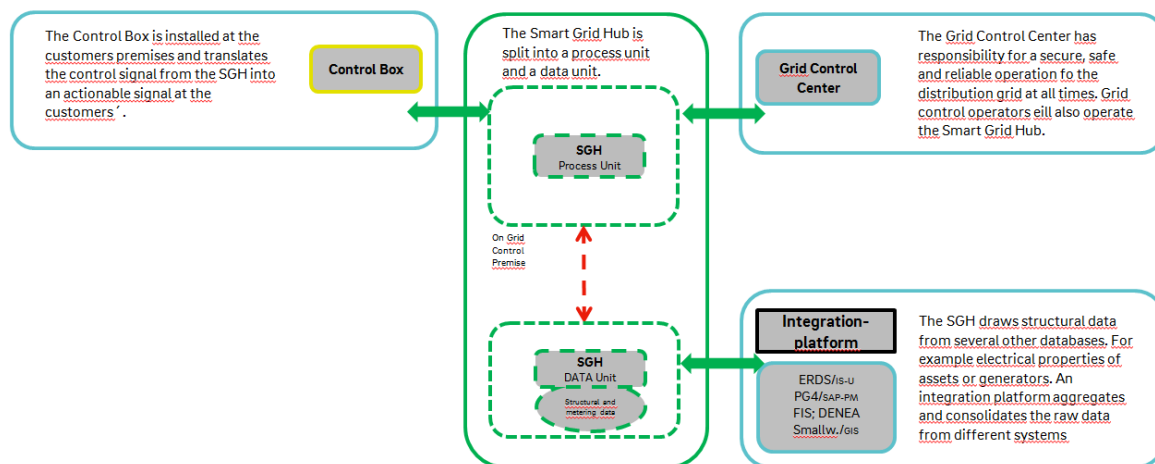 The Control Box is installed at the
customers premises and translates
the control signal from the SGH into
an actionable signal at the
customers´.
Control Box
The Smart Grid Hub is
split into a process unit
and a data unit.
Grid Control
Center
The Grid Control Center has
responsibility for a secure, safe
and reliable operation fo the
distribution grid at all times. Grid
control operators eill also operate
the Smart Grid Hub.
SGH
Process Unit
On Grid
Control
Premise
SGH
DATA Unit
Structural and
metering data
Integration-
platform
ERDS/IS-U
PG4/SAP-PM
FIS; DENEA
Smallw./GIS
The SGH draws structural data
from several other databases. For
example electrical properties of
assets or generators. An
integration platform aggregates
and consolidates the raw data
from different systems